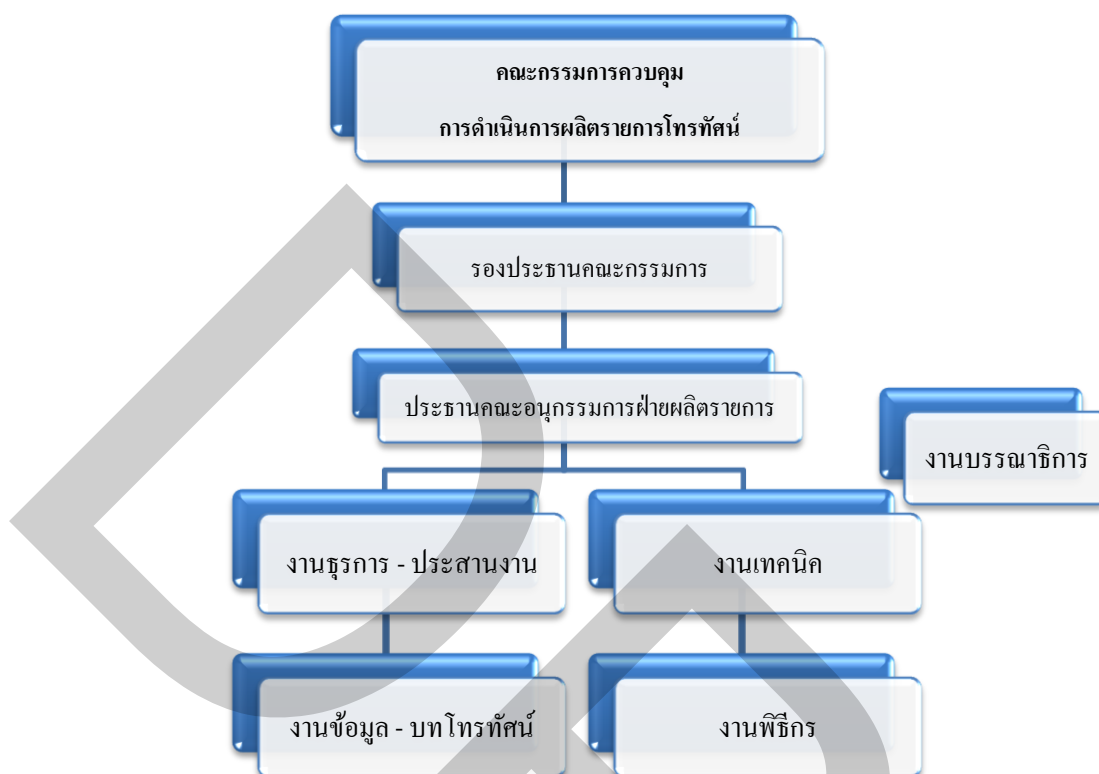 คณะกรรมการควบคุม
การดำเนินการผลิตรายการโทรทัศน์
รองประธานคณะกรรมการ
ประธานคณะอนุกรรมการฝ่ายผลิตรายการ
งานบรรณาธิการ
งานธุรการ - ประสานงาน
งานเทคนิค
งานข้อมูล - บทโทรทัศน์
งานพิธีกร